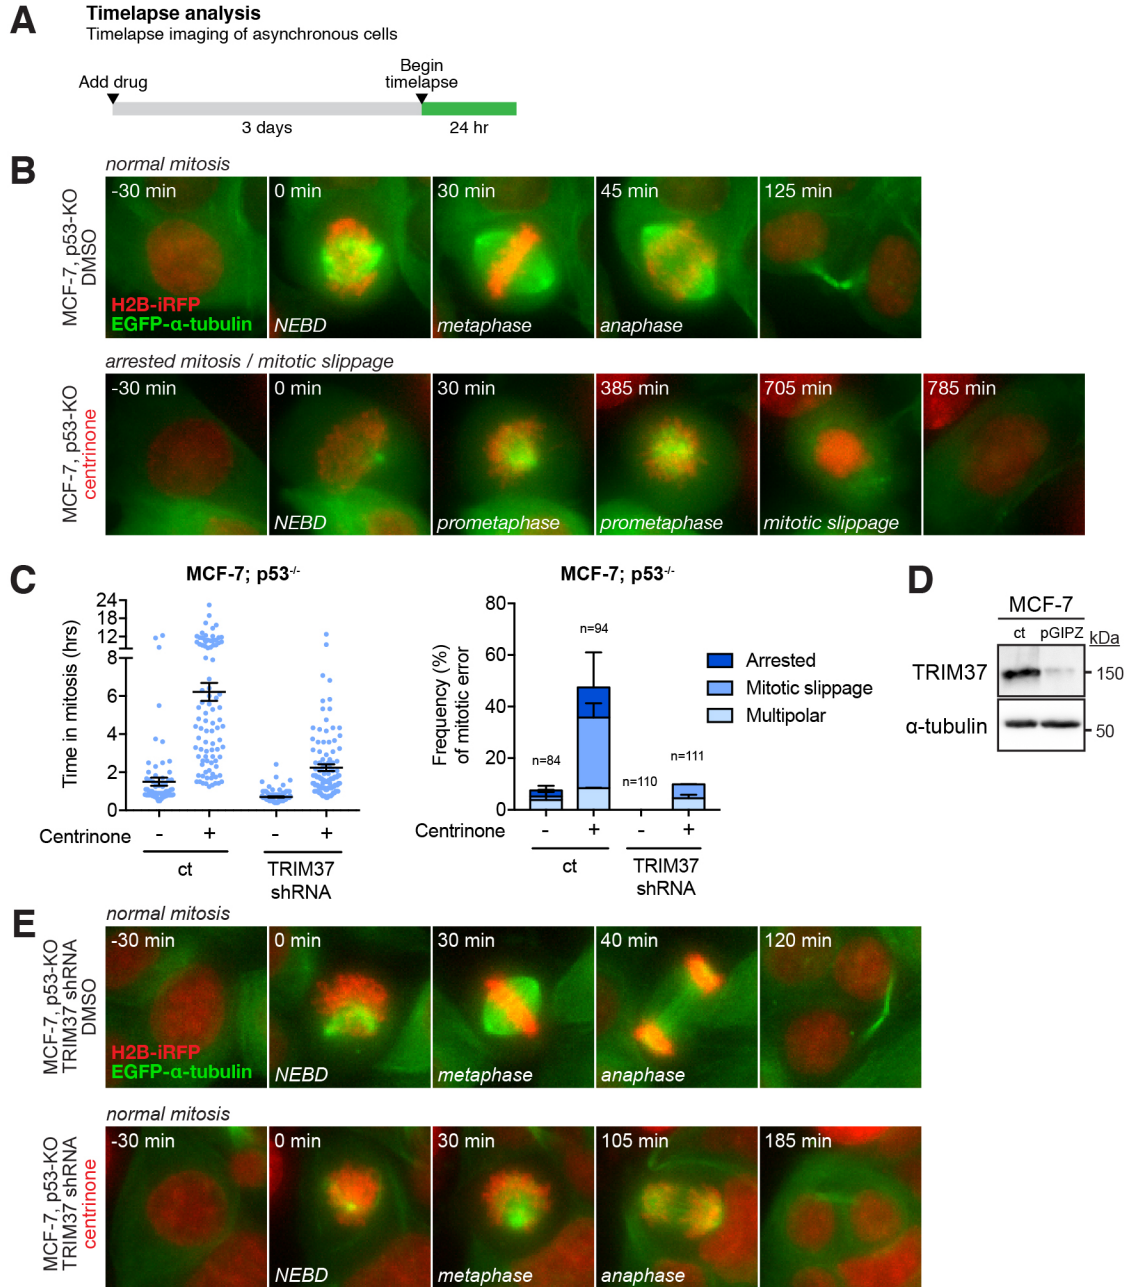 A
Timelapse analysis
Timelapse imaging of asynchronous cells
Add drug
Begin
timelapse
3 days
24 hr
B
normal mitosis
MCF-7, p53-KO
DMSO
-30 min
0 min
30 min
45 min
125 min
H2B-iRFP
EGFP-α-tubulin
NEBD
metaphase
anaphase
arrested mitosis / mitotic slippage
MCF-7, p53-KO
centrinone
-30 min
0 min
30 min
385 min
705 min
785 min
NEBD
prometaphase
prometaphase
mitotic slippage
C
MCF-7; p53-/-
Time in mitosis (hrs)
24
18
12
8
6
4
2
0
Centrinone
-
+
-
+
ct
TRIM37
shRNA
MCF-7; p53-/-
Frequency (%)
of mitotic error
80
60
40
20
0
n=84
n=94
n=110
n=111
Arrested
Mitotic slippage
Multipolar
Centrinone
-
+
-
+
ct
TRIM37
shRNA
D
MCF-7
ct
pGIPZ
kDa
TRIM37
150
α-tubulin
50
E
normal mitosis
MCF-7, p53-KO
TRIM37 shRNA
DMSO
-30 min
0 min
30 min
40 min
120 min
H2B-iRFP
EGFP-α-tubulin
NEBD
metaphase
anaphase
normal mitosis
MCF-7, p53-KO
TRIM37 shRNA
centrinone
-30 min
0 min
30 min
105 min
185 min
NEBD
metaphase
anaphase